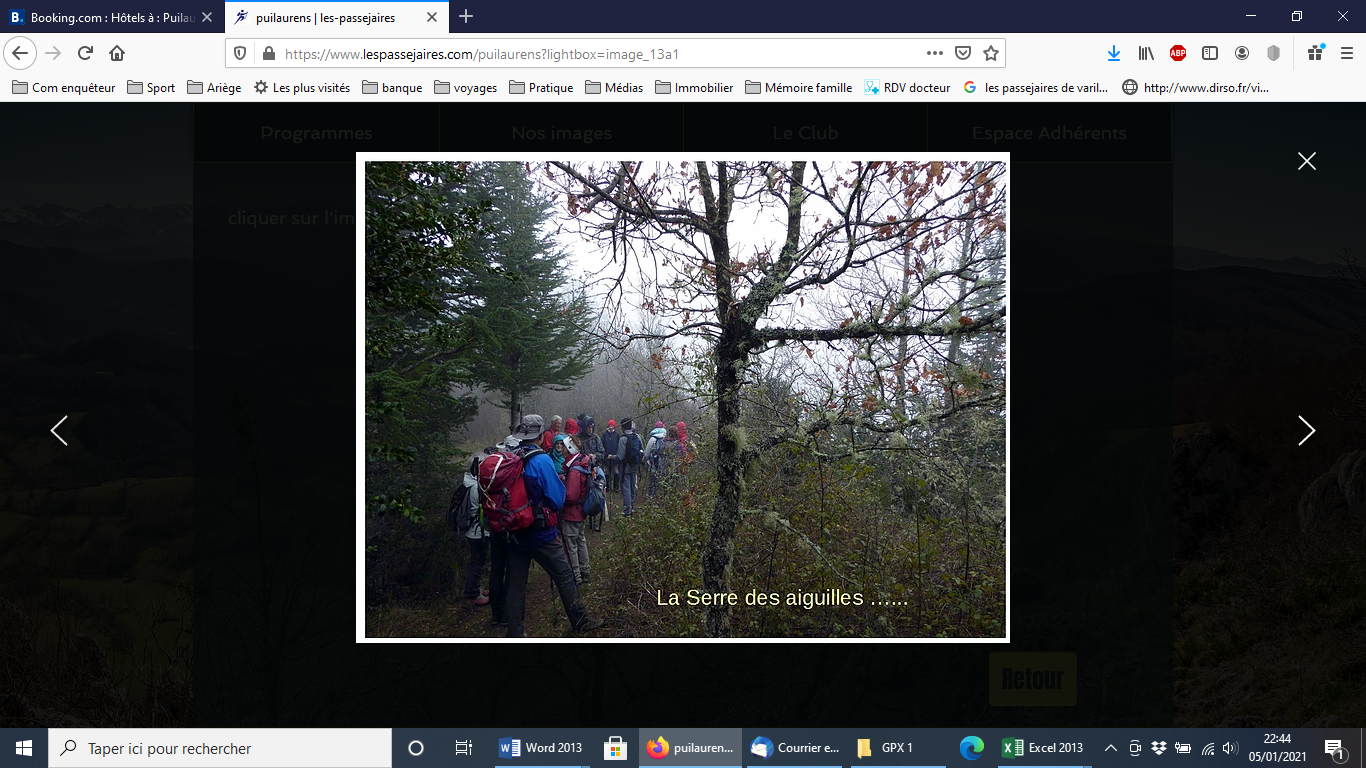 Booking.com : Hôtels à : Puilau
puilaurens | les-passejaires
https://www.lespassejaires.com/puilaurens?lightbox=image_13a1
Com enquêteur
Sport
Ariège
Les plus visités
banque
voyages
Pratique
Médias
Immobilier
Mémoire famille
RDV docteur
les passejaires de varil...
http://www.dirso.fr/vi...
Programmes
Nos images
Le Club
Espace Adhérents
cliquer sur l'im
La Serre des aiguilles …...
Retour
Taper ici pour rechercher
Word 2013
puilauren...
Courrier e...
GPX 1
Excel 2013
22:44
05/01/2021
1